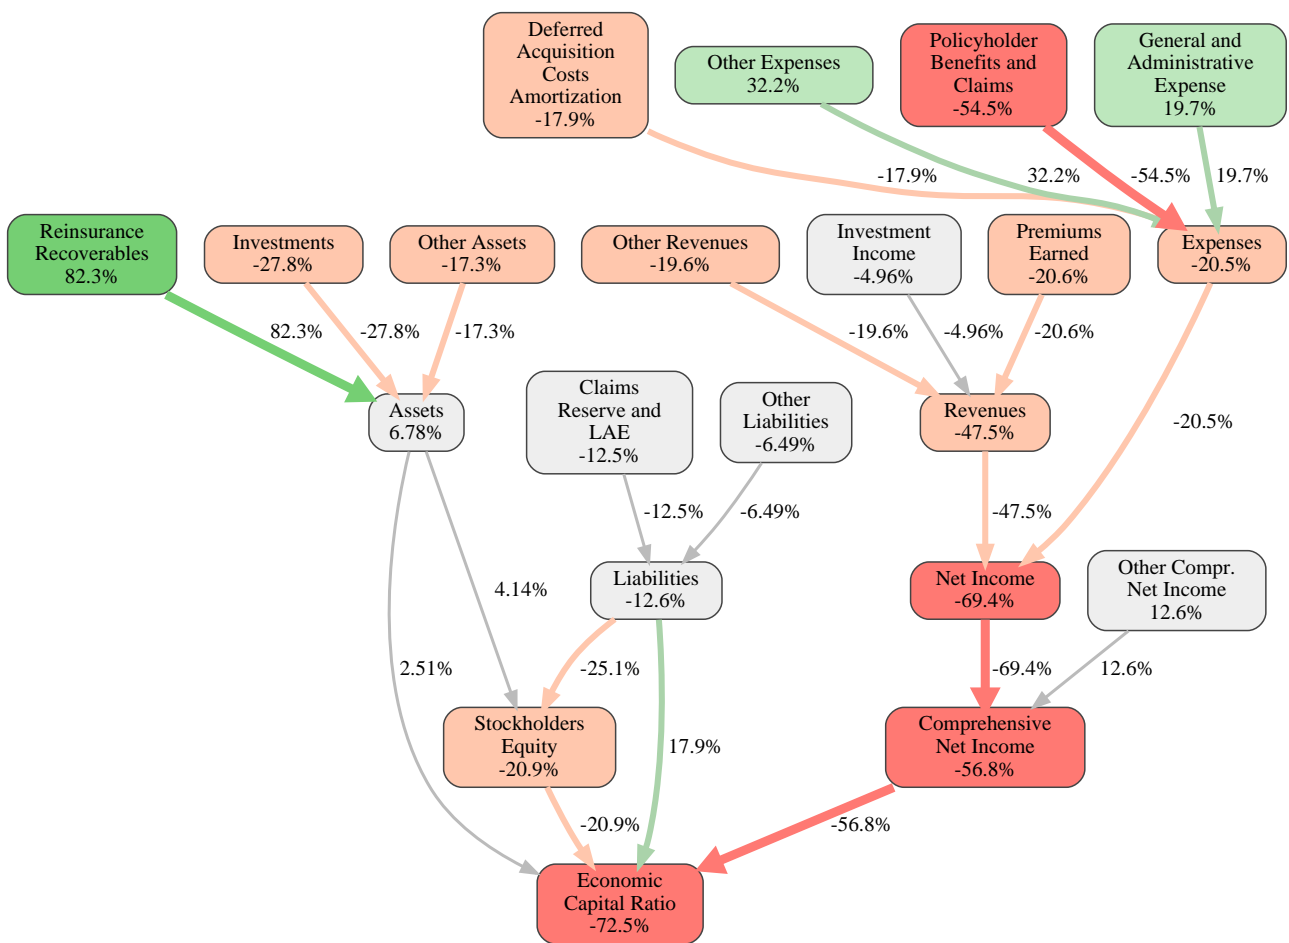 Deferred
Acquisition
Costs
Amortization
-17.9%
Other Expenses
32.2%
Policyholder
Benefits and
Claims
-54.5%
General and
Administrative
Expense
19.7%
-17.9%
32.2%
-54.5%
19.7%
Reinsurance
Recoverables
82.3%
Investments
-27.8%
Other Assets
-17.3%
Other Revenues
-19.6%
Investment
Income
-4.96%
Premiums
Earned
-20.6%
Expenses
-20.5%
82.3%
-27.8%
-17.3%
-19.6%
-4.96%
-20.6%
-20.5%
Assets
6.78%
Claims
Reserve and
LAE
-12.5%
Other
Liabilities
-6.49%
Revenues
-47.5%
-12.5%
-6.49%
-47.5%
4.14%
Liabilities
-12.6%
Net Income
-69.4%
Other Compr.
Net Income
12.6%
2.51%
-25.1%
17.9%
-69.4%
12.6%
Stockholders
Equity
-20.9%
Comprehensive
Net Income
-56.8%
-20.9%
-56.8%
Economic
Capital Ratio
-72.5%